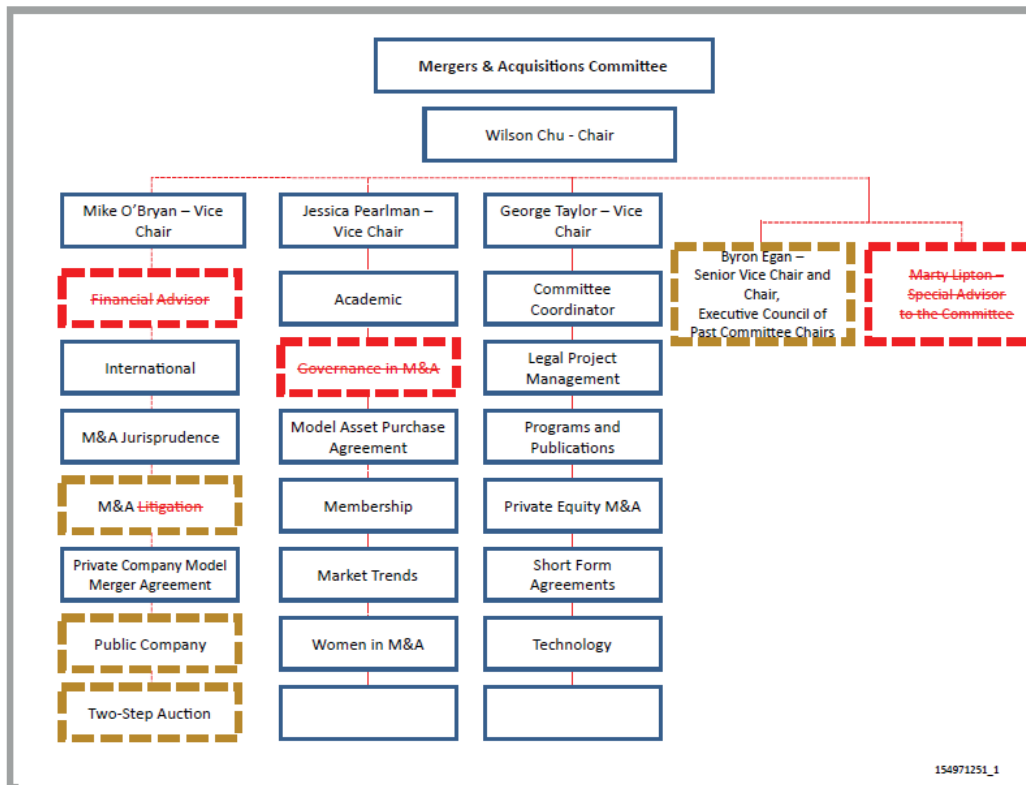 Mergers & Acquisitions Committee
Wilson Chu - Chair
Mike O’Bryan – Vice
Chair
Financial Advisor
International
M&A Jurisprudence
M&A Litigation
Private Company Model
Merger Agreement
Public Company
Two-Step Auction
Jessica Pearlman –
Vice Chair
Academic
Governance in M&A
Model Asset Purchase
Agreement
Membership
Market Trends
Women in M&A
George Taylor – Vice
Chair
Committee
Coordinator
Legal Project
Management
Programs and
Publications
Private Equity M&A
Short Form
Agreements
Technology
Byron Egan –
Senior Vice Chair and
Chair,
Executive Council of
Past Committee Chairs
Marty Lipton –
Special Advisor
to the Committee
154971251_1